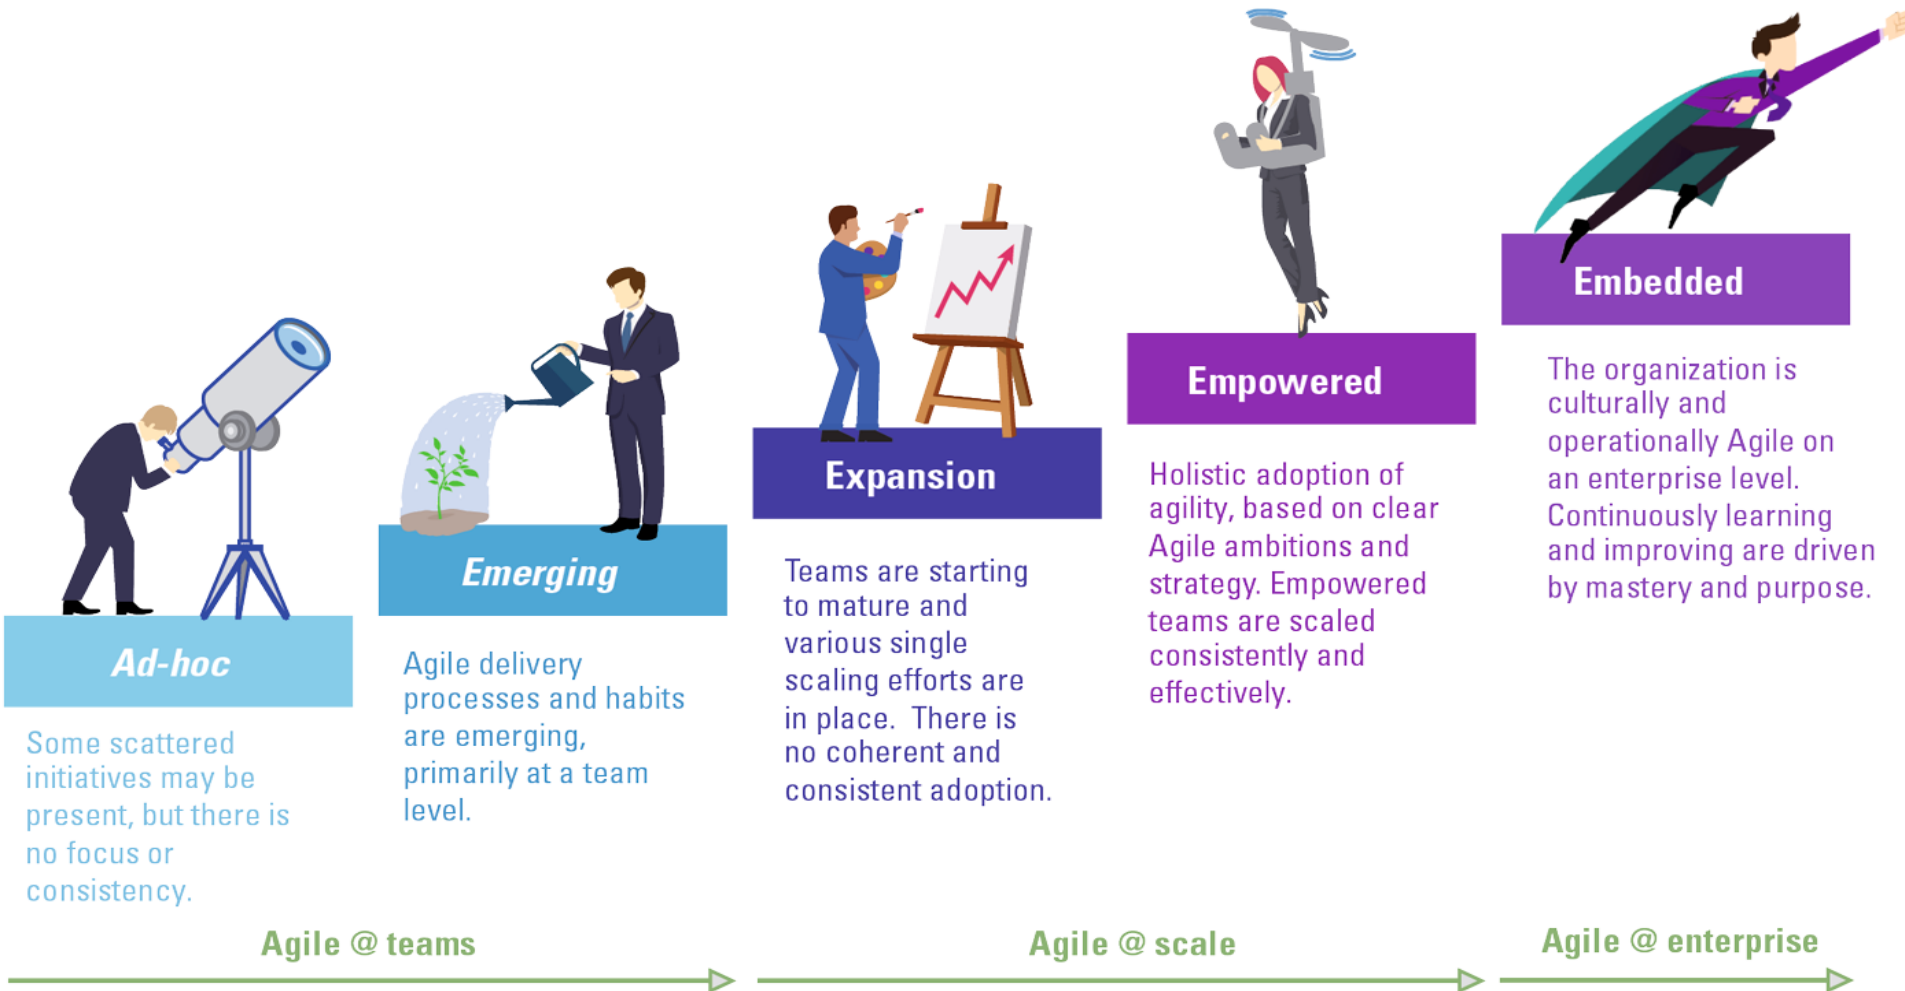 Ad-hoc
Some scattered
initiatives may be
present, but there is
no focus or
consistency.
Emerging
Agile delivery
processes and habits
are emerging,
primarily at a team
level.
Expansion
Teams are starting
to mature and
various single
scaling efforts are
in place.  There is
no coherent and
consistent adoption.
Empowered
Holistic adoption of
agility, based on clear
Agile ambitions and
strategy. Empowered
teams are scaled
consistently and
effectively.
Embedded
The organization is
culturally and
operationally Agile on
an enterprise level.
Continuously learning
and improving are driven
by mastery and purpose.
Agile @ teams
Agile @ scale
Agile @ enterprise